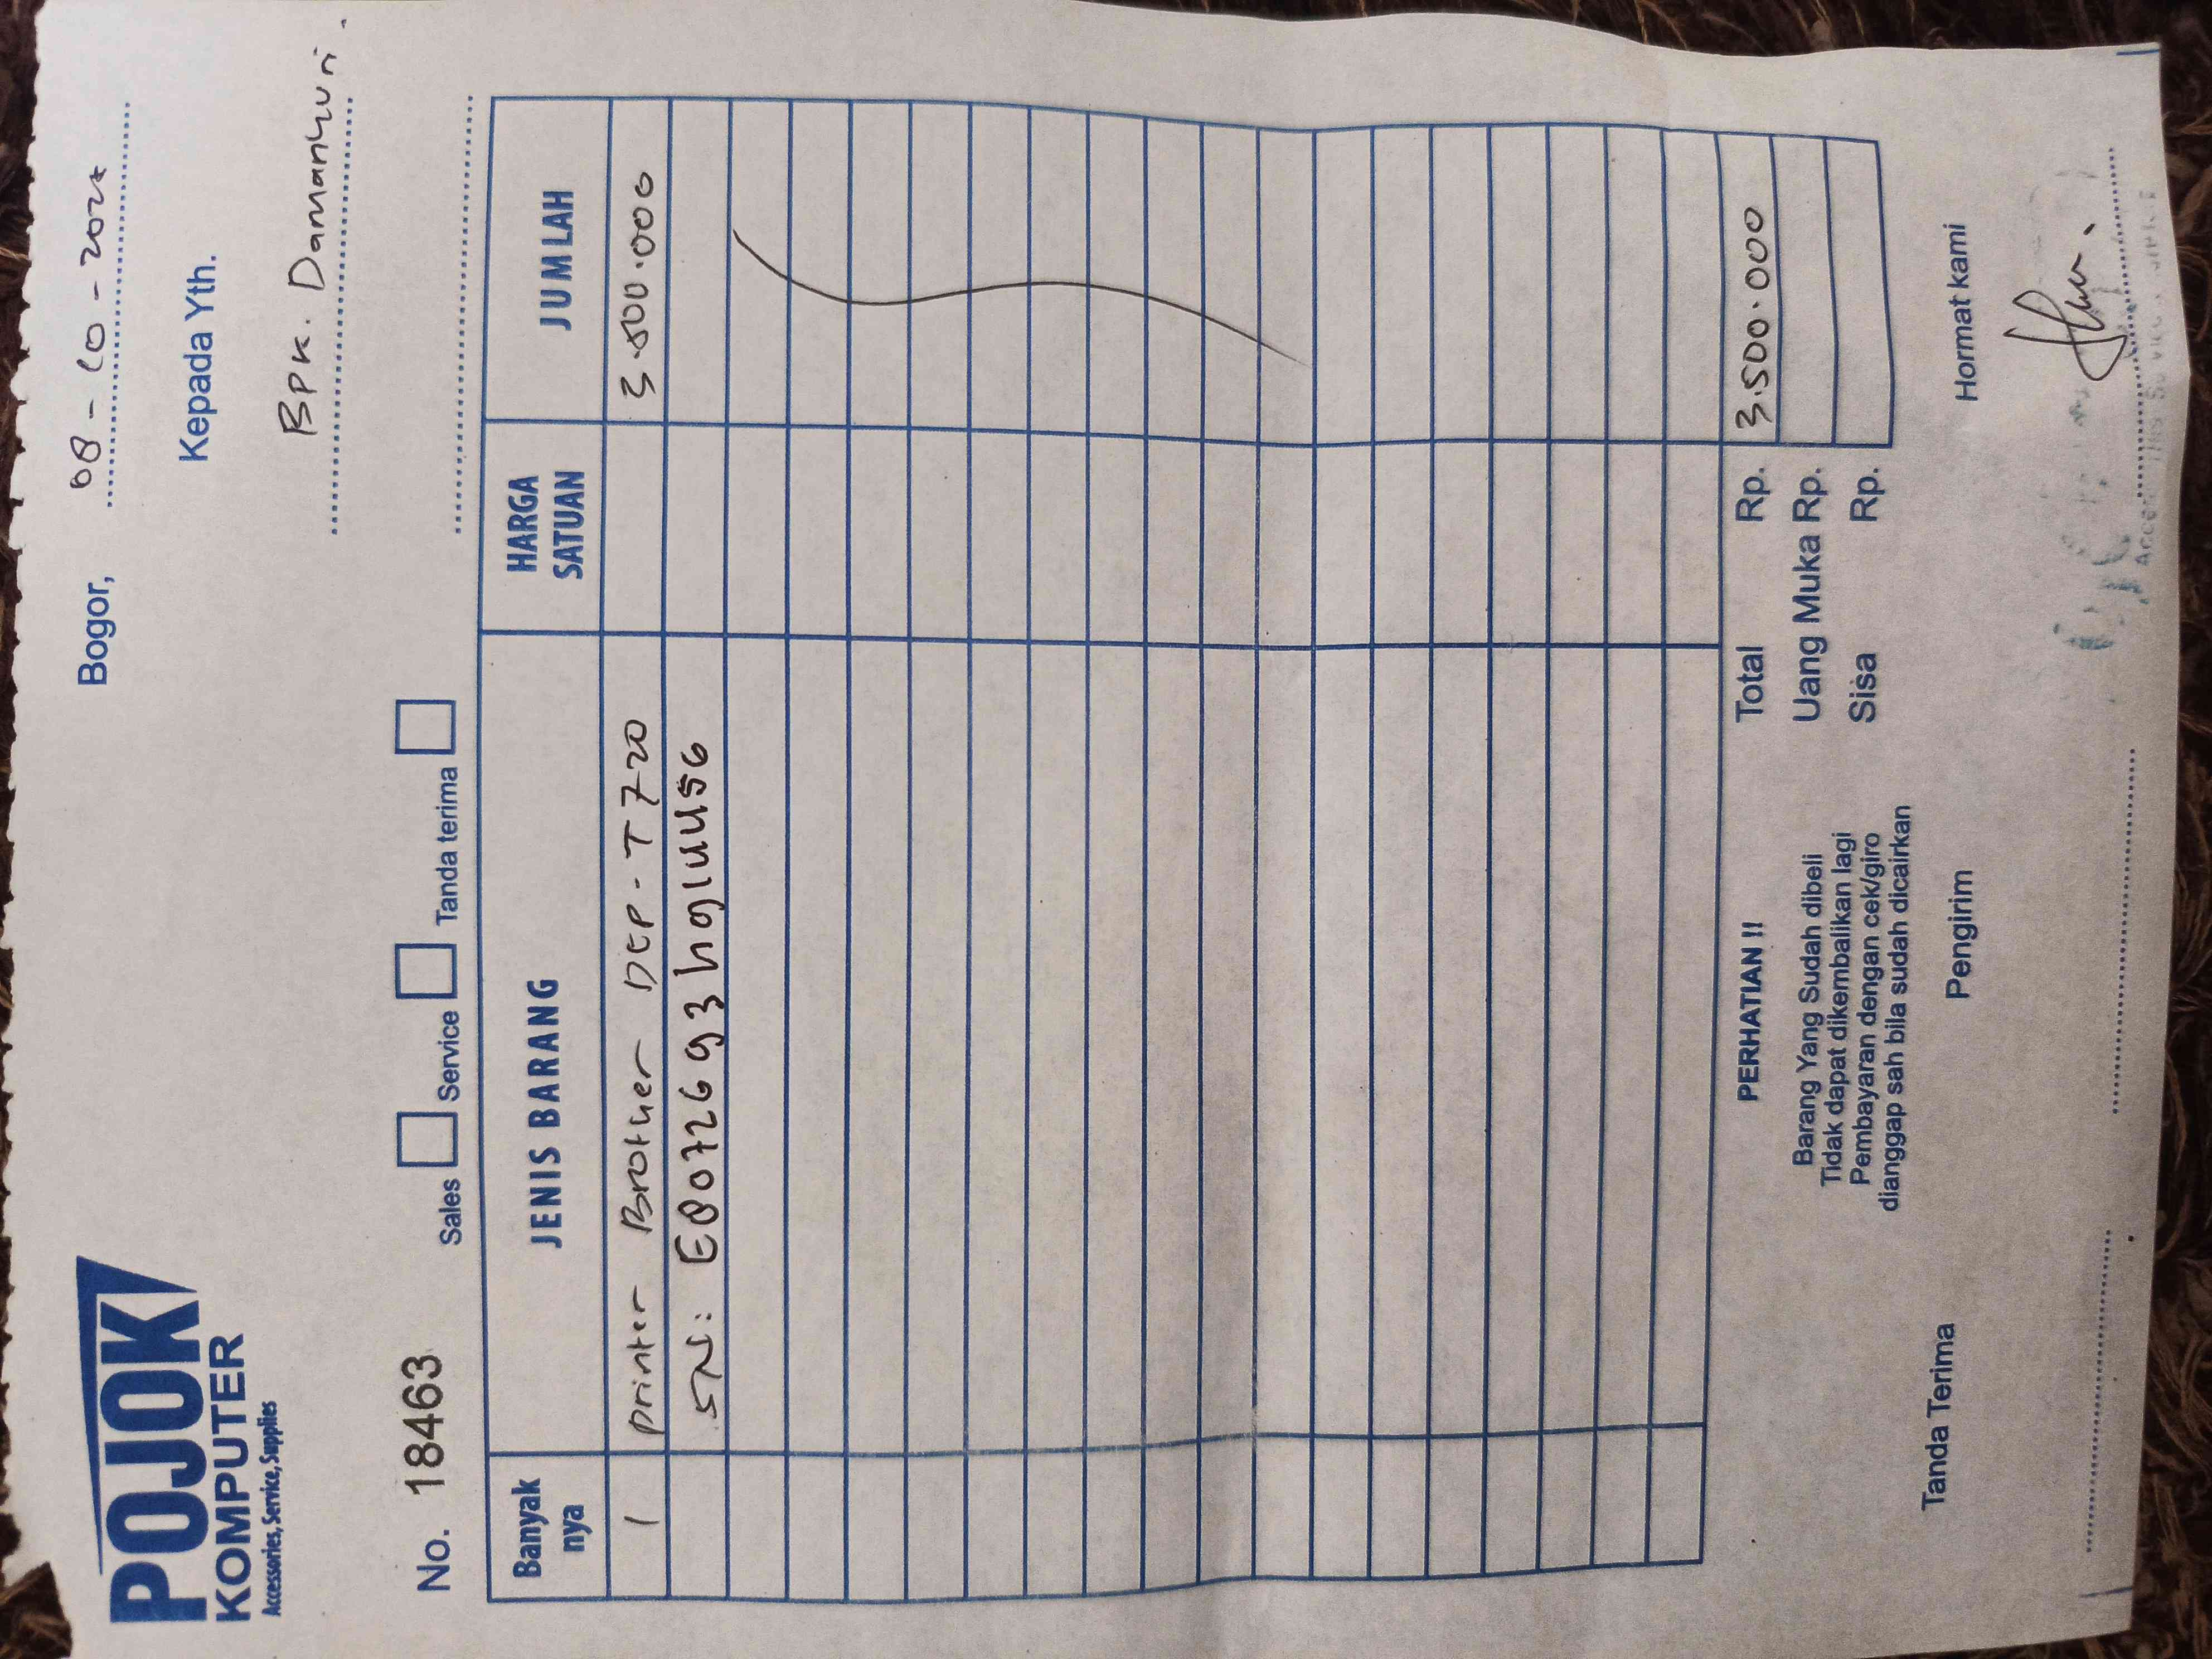 POJOK
KOMPUTER
Accessories, Service, Supplies
Bogor, 08-10-202
Kepada Yth.
BPK. Damanhuri.
No. 18463
Sales Service Tanda terima
Banyak nya JENIS BARANG HARGA SATUAN JUMLAH
1 printer Brother DCP-T720 3.500.000
SN: E80726G93H
Total Rp. 3.500.000
Uang Muka Rp.
Sisa Rp.
PERHATIAN !!
Barang Yang Sudah dibeli
Tidak dapat dikembalikan lagi
Pembayaran dengan cek/giro
dianggap sah bila sudah dicairkan
Tanda Terima Pengirim Hormat kami